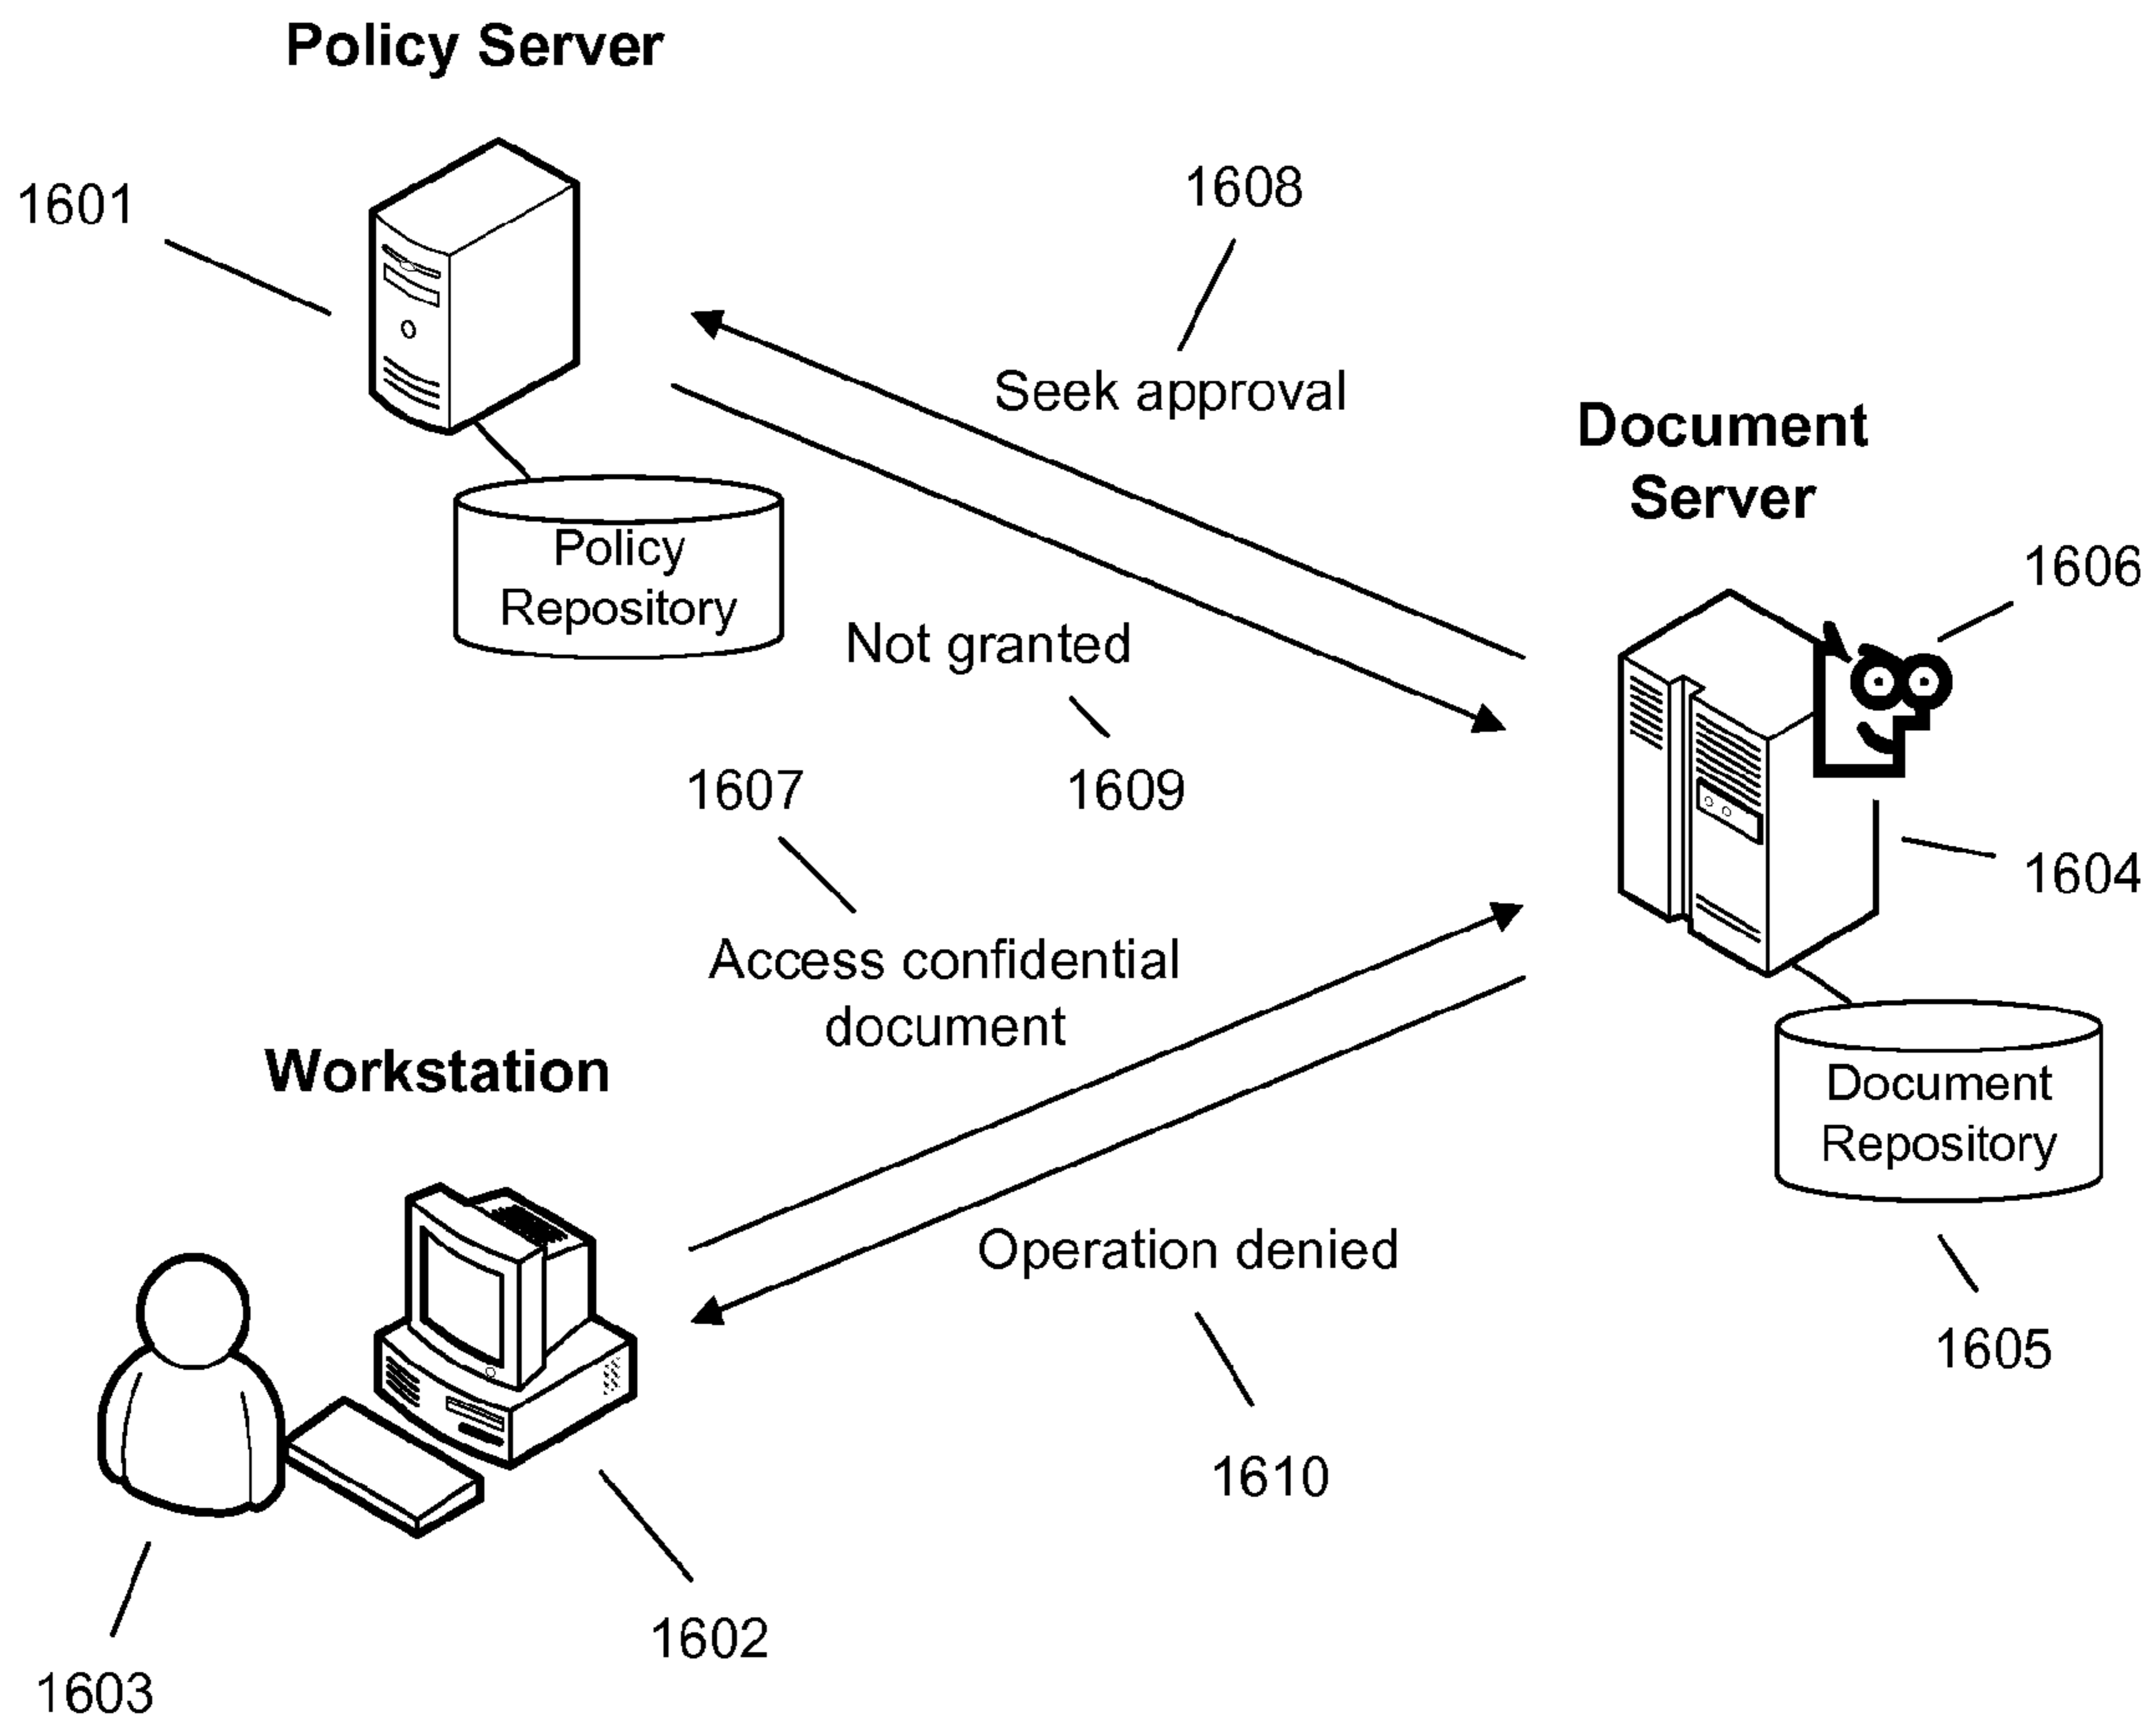 Policy Server
1601
1608
Seek approval
Document
Server
Policy
Repository
1606
Not granted
1607
1609
1604
Access confidential
document
Workstation
Document
Repository
Operation denied
1605
1610
1602
1603